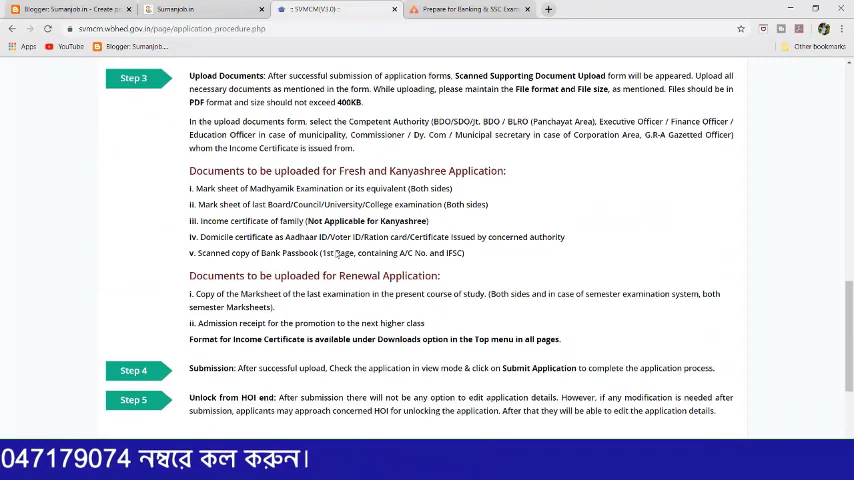 Blogger: Sumanjob.in - Create po
Sumanjob.in
:: SVMCM(V3.0) ::
Prepare for Banking & SSC Exam
svmcm.wbhed.gov.in/page/application_procedure.php
Apps YouTube Blogger: Sumanjob....
Other bookmarks
Step 3
Upload Documents: After successful submission of application forms, Scanned Supporting Document Upload form will be appeared. Upload all
necessary documents as mentioned in the form. While uploading, please maintain the File format and File size, as mentioned. Files should be in
PDF format and size should not exceed 400KB.
In the upload documents form, select the Competent Authority (BDO/SDO/Jt. BDO / BLRO (Panchayat Area), Executive Officer / Finance Officer /
Education Officer in case of municipality, Commissioner / Dy. Com / Municipal secretary in case of Corporation Area, G.R-A Gazetted Officer)
whom the Income Certificate is issued from.
Documents to be uploaded for Fresh and Kanyashree Application:
i. Mark sheet of Madhyamik Examination or its equivalent (Both sides)
ii. Mark sheet of last Board/Council/University/College examination (Both sides)
iii. Income certificate of family (Not Applicable for Kanyashree)
iv. Domicile certificate as Aadhaar ID/Voter ID/Ration card/Certificate Issued by concerned authority
v. Scanned copy of Bank Passbook (1st Page, containing A/C No. and IFSC)
Documents to be uploaded for Renewal Application:
i. Copy of the Marksheet of the last examination in the present course of study. (Both sides and in case of semester examination system, both
semester Marksheets).
ii. Admission receipt for the promotion to the next higher class
Format for Income Certificate is available under Downloads option in the Top menu in all pages.
Step 4
Submission: After successful upload, Check the application in view mode & click on Submit Application to complete the application process.
Step 5
Unlock from HOI end: After submission there will not be any option to edit application details. However, if any modification is needed after
submission, applicants may approach concerned HOI for unlocking the application. After that they will be able to edit the application details.
047179074 নম্বরে কল করুন।